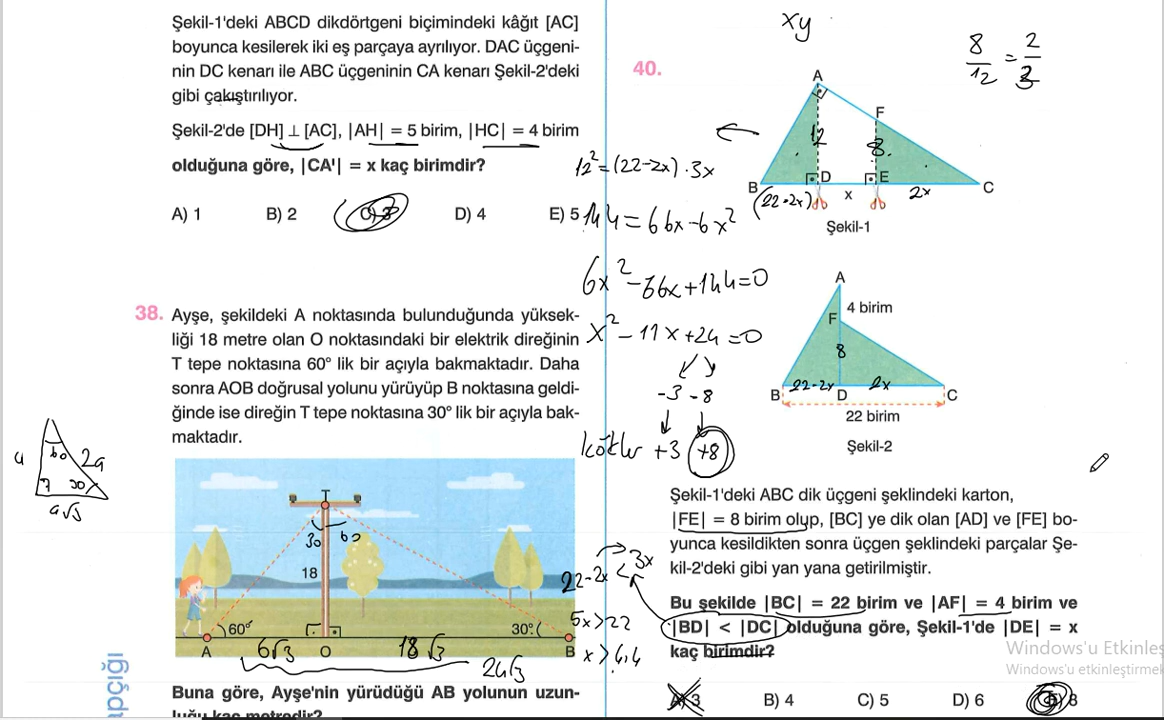 Şekil-1'deki ABCD dikdörtgeni biçimindeki kâğıt [AC]
boyunca kesilerek iki eş parçaya ayrılıyor. DAC üçgeni-
nin DC kenarı ile ABC üçgeninin CA kenarı Şekil-2'deki
gibi çakıştırılıyor.
Şekil-2'de [DH] ⊥ [AC], |AH| = 5 birim, |HC| = 4 birim
olduğuna göre, |CA'| = x kaç birimdir?
A) 1 B) 2 C) 3 D) 4 E) 5
38. Ayşe, şekildeki A noktasında bulunduğunda yüksek-
liği 18 metre olan O noktasındaki bir elektrik direğinin
T tepe noktasına 60° lik bir açıyla bakmaktadır. Daha
sonra AOB doğrusal yolunu yürüyüp B noktasına geldi-
ğinde ise direğin T tepe noktasına 30° lik bir açıyla bak-
maktadır.
a 60 2a
30
a√3
T
30 60
18
60° 30°
A 6√3 O 18√3 B
24√3
Buna göre, Ayşe'nin yürüdüğü AB yolunun uzun-
luğu kaç metredir?
xy
8/12 = 2/3
40.
A
F
12
8
B D E C
(22-2x) x 2x
Şekil-1
12² = (22-2x) . 3x
144 = 66x - 6x²
6x² - 66x + 144 = 0
x² - 11x + 24 = 0
-3 -8
kökler +3 +8
A
4 birim
F
8
22-2x 2x
B D C
22 birim
Şekil-2
Şekil-1'deki ABC dik üçgeni şeklindeki karton,
|FE| = 8 birim olup, [BC] ye dik olan [AD] ve [FE] bo-
yunca kesildikten sonra üçgen şeklindeki parçalar Şe-
kil-2'deki gibi yan yana getirilmiştir.
22-2x < 3x
5x > 22
x > 4,4
Bu şekilde |BC| = 22 birim ve |AF| = 4 birim ve
|BD| < |DC| olduğuna göre, Şekil-1'de |DE| = x
kaç birimdir?
A) 3 B) 4 C) 5 D) 6 E) 8
Windows'u Etkinleş
Windows'u etkinleştirmek
apçığı